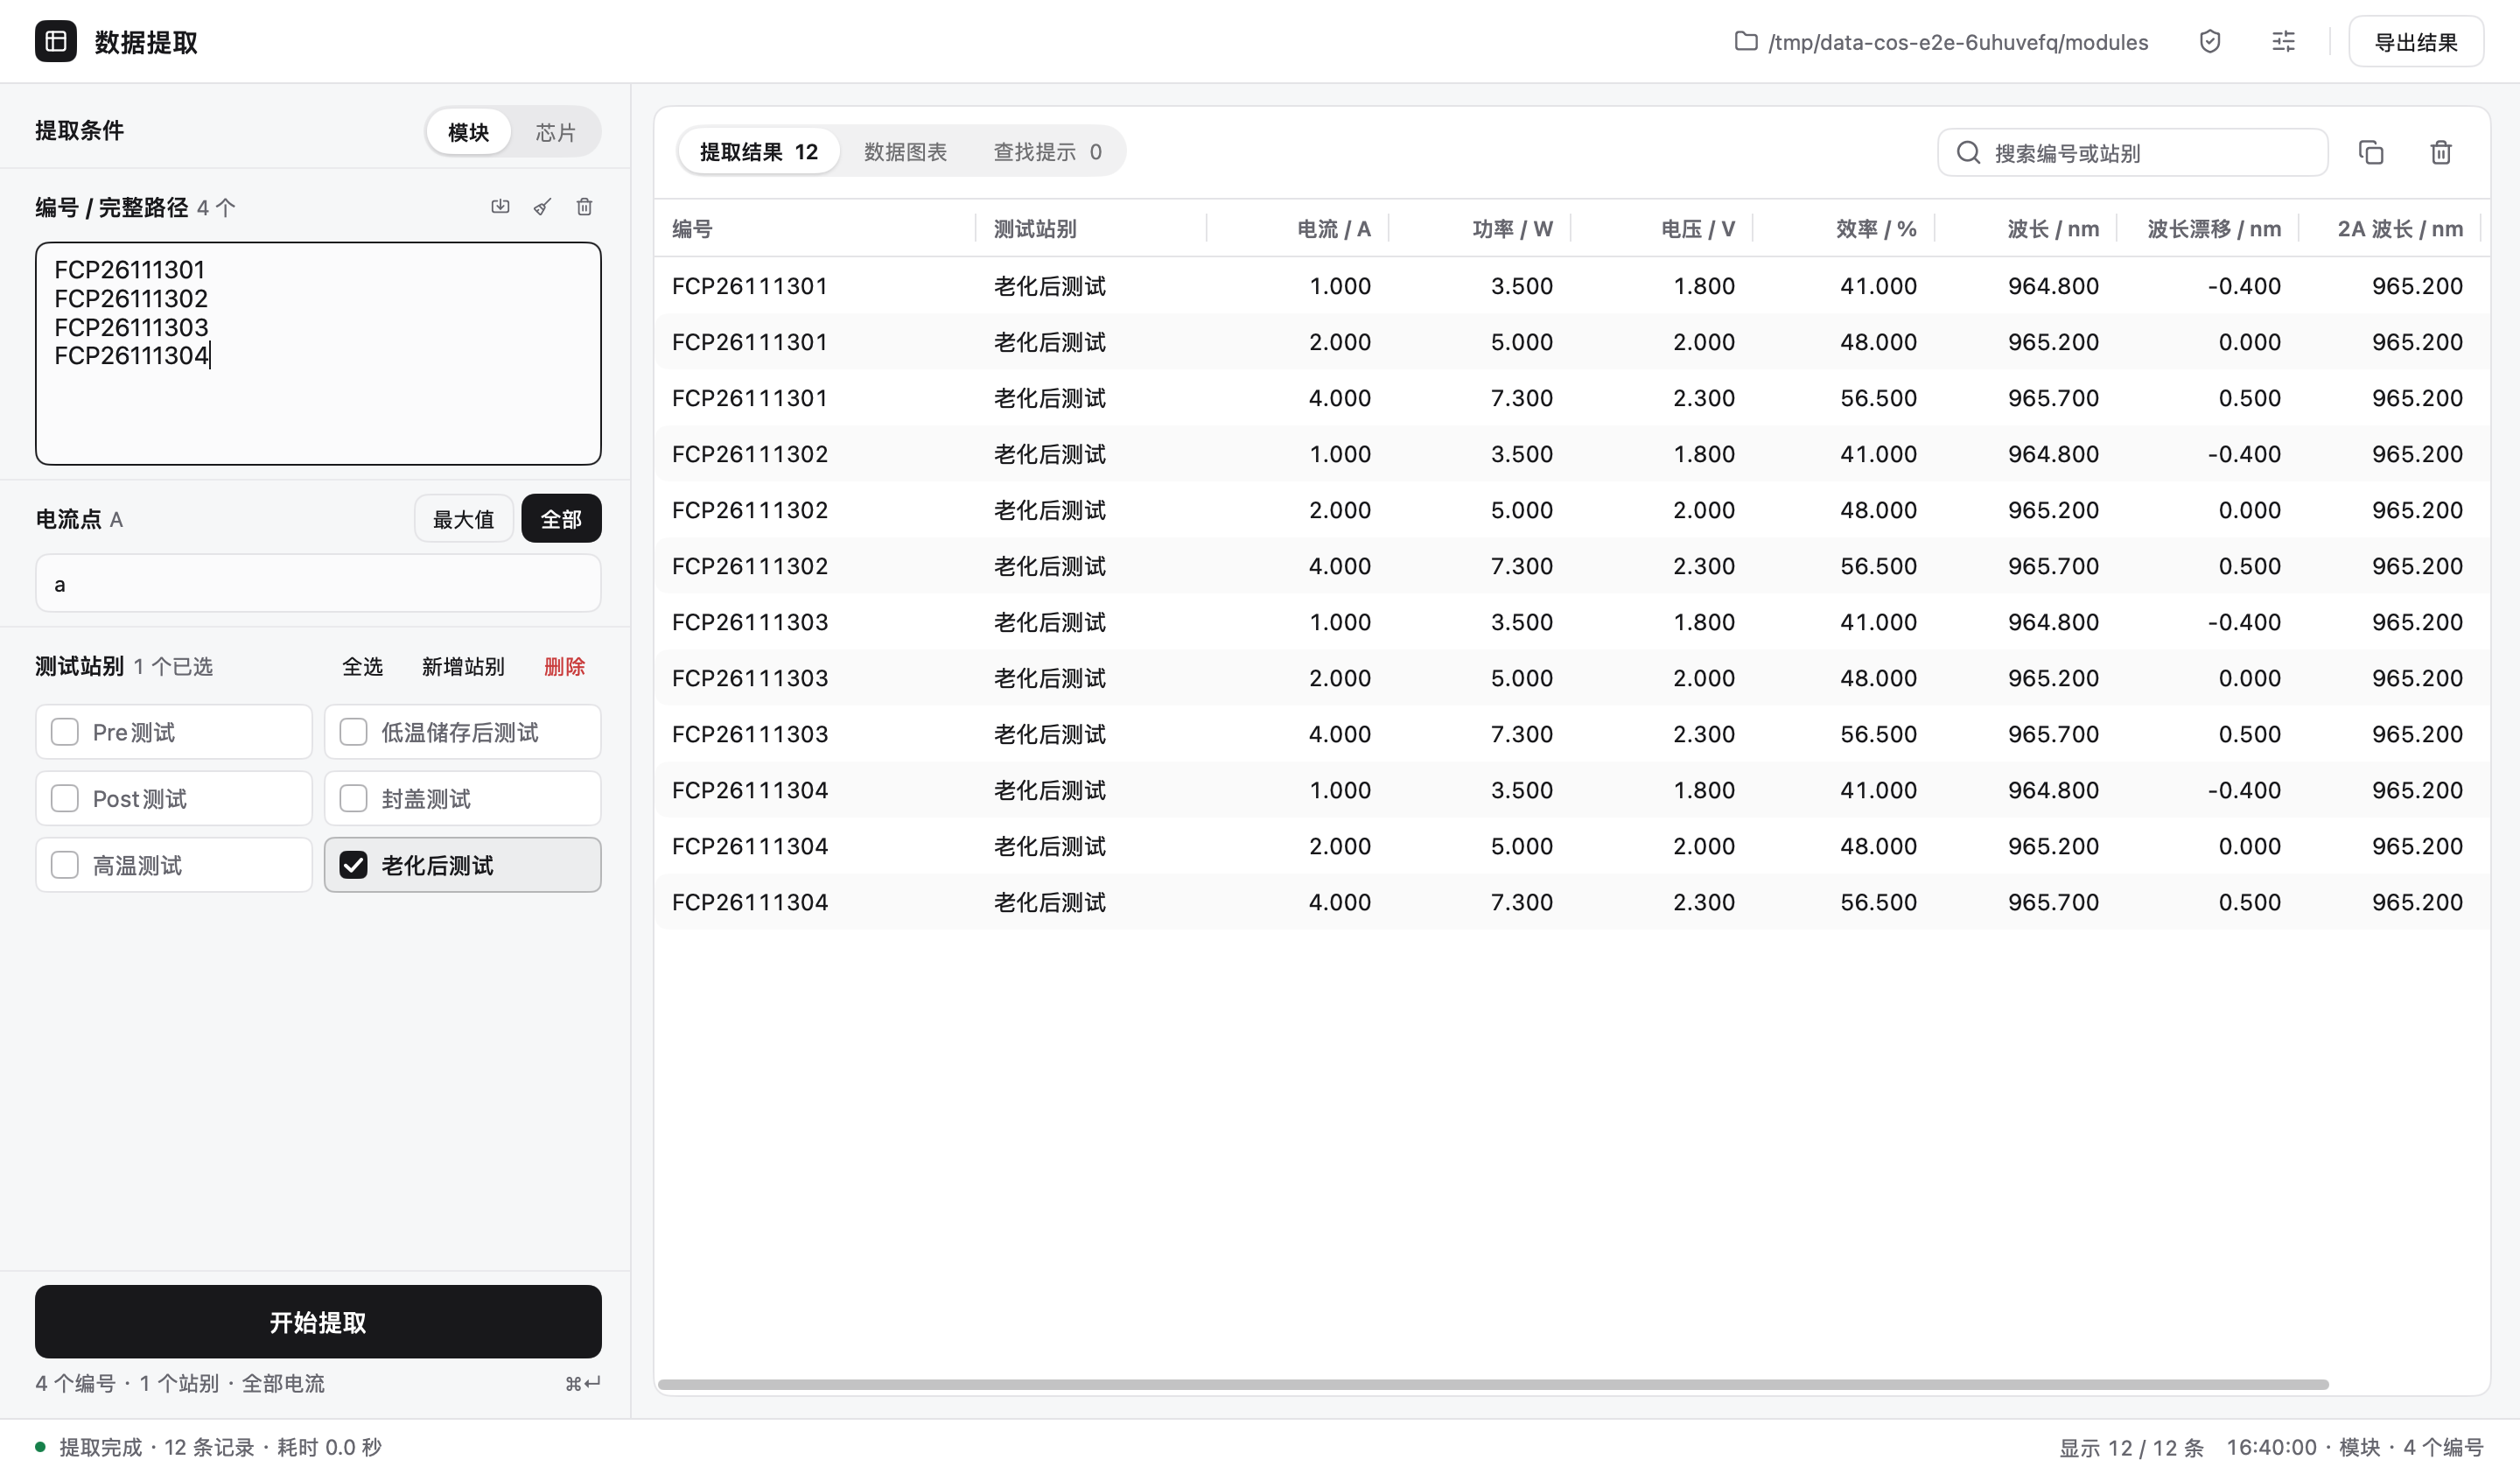 数据提取
/tmp/data-cos-e2e-6uhuvefq/modules
导出结果
提取条件
模块 芯片
编号 / 完整路径 4 个
FCP26111301
FCP26111302
FCP26111303
FCP26111304
电流点 A
最大值 全部
a
测试站别 1 个已选 全选 新增站别 删除
Pre测试 低温储存后测试
Post测试 封盖测试
高温测试 老化后测试
开始提取
4 个编号 · 1 个站别 · 全部电流 ⌘↵
提取结果 12 数据图表 查找提示 0
搜索编号或站别
编号 测试站别 电流 / A 功率 / W 电压 / V 效率 / % 波长 / nm 波长漂移 / nm 2A 波长 / nm
FCP26111301 老化后测试 1.000 3.500 1.800 41.000 964.800 -0.400 965.200
FCP26111301 老化后测试 2.000 5.000 2.000 48.000 965.200 0.000 965.200
FCP26111301 老化后测试 4.000 7.300 2.300 56.500 965.700 0.500 965.200
FCP26111302 老化后测试 1.000 3.500 1.800 41.000 964.800 -0.400 965.200
FCP26111302 老化后测试 2.000 5.000 2.000 48.000 965.200 0.000 965.200
FCP26111302 老化后测试 4.000 7.300 2.300 56.500 965.700 0.500 965.200
FCP26111303 老化后测试 1.000 3.500 1.800 41.000 964.800 -0.400 965.200
FCP26111303 老化后测试 2.000 5.000 2.000 48.000 965.200 0.000 965.200
FCP26111303 老化后测试 4.000 7.300 2.300 56.500 965.700 0.500 965.200
FCP26111304 老化后测试 1.000 3.500 1.800 41.000 964.800 -0.400 965.200
FCP26111304 老化后测试 2.000 5.000 2.000 48.000 965.200 0.000 965.200
FCP26111304 老化后测试 4.000 7.300 2.300 56.500 965.700 0.500 965.200
提取完成 · 12 条记录 · 耗时 0.0 秒
显示 12 / 12 条 16:40:00 · 模块 · 4 个编号